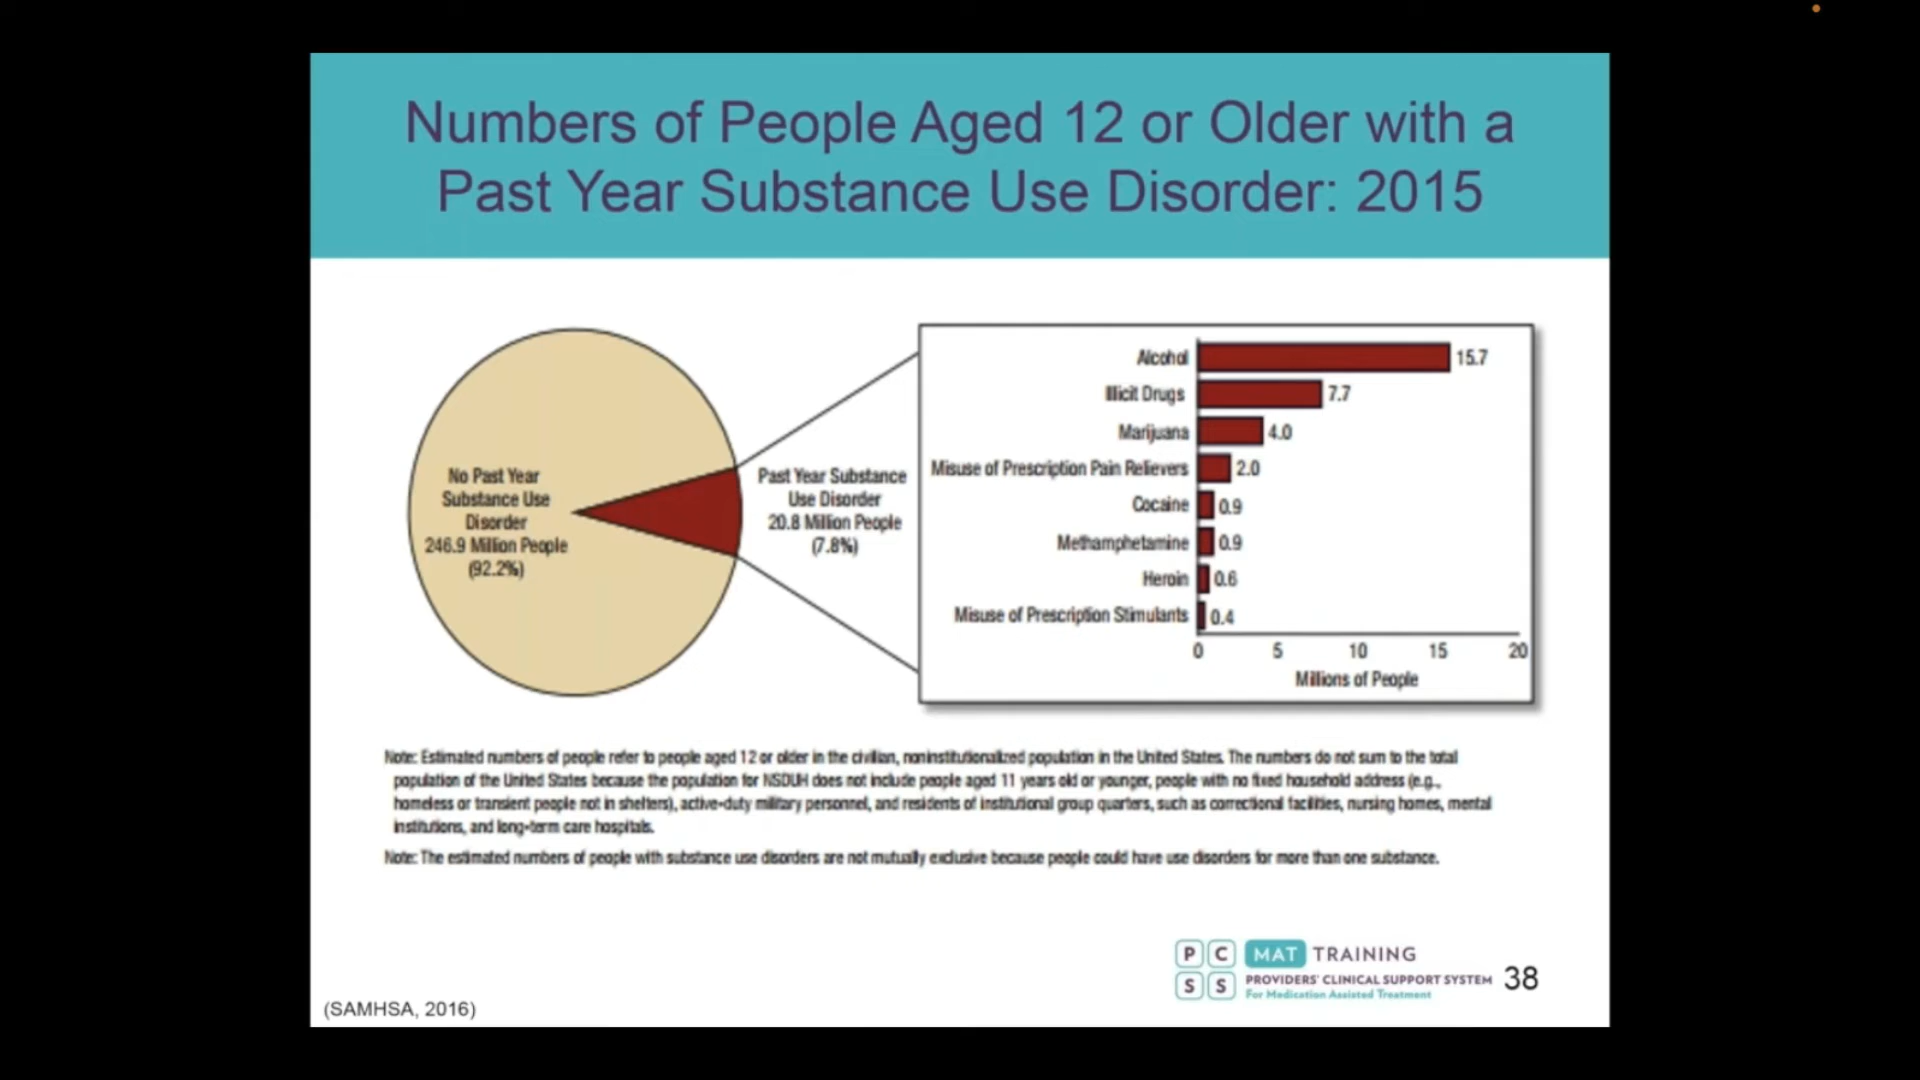 Numbers of People Aged 12 or Older with a
Past Year Substance Use Disorder: 2015
No Past Year
Substance Use
Disorder
246.9 Million People
(92.2%)
Past Year Substance
Use Disorder
20.8 Million People
(7.8%)
Alcohol 15.7
Illicit Drugs 7.7
Marijuana 4.0
Misuse of Prescription Pain Relievers 2.0
Cocaine 0.9
Methamphetamine 0.9
Heroin 0.6
Misuse of Prescription Stimulants 0.4
0 5 10 15 20
Millions of People
Note: Estimated numbers of people refer to people aged 12 or older in the civilian, noninstitutionalized population in the United States. The numbers do not sum to the total
population of the United States because the population for NSDUH does not include people aged 11 years old or younger, people with no fixed household address (e.g.,
homeless or transient people not in shelters), active-duty military personnel, and residents of institutional group quarters, such as correctional facilities, nursing homes, mental
institutions, and long-term care hospitals.
Note: The estimated numbers of people with substance use disorders are not mutually exclusive because people could have use disorders for more than one substance.
P C MAT TRAINING
S S PROVIDERS' CLINICAL SUPPORT SYSTEM
For Medication Assisted Treatment
38
(SAMHSA, 2016)